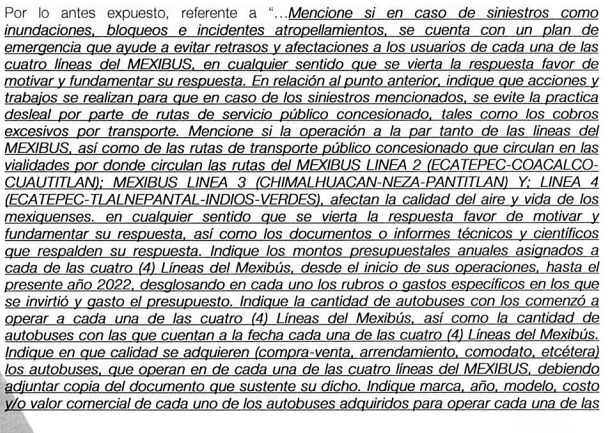 Por lo antes expuesto, referente a “…Mencione si en caso de siniestros como
inundaciones, bloqueos e incidentes atropellamientos, se cuenta con un plan de
emergencia que ayude a evitar retrasos y afectaciones a los usuarios de cada una de las
cuatro líneas del MEXIBUS, en cualquier sentido que se vierta la respuesta favor de
motivar y fundamentar su respuesta. En relación al punto anterior, indique que acciones y
trabajos se realizan para que en caso de los siniestros mencionados, se evite la practica
desleal por parte de rutas de servicio público concesionado, tales como los cobros
excesivos por transporte. Mencione si la operación a la par tanto de las líneas del
MEXIBUS, así como de las rutas de transporte público concesionado que circulan en las
vialidades por donde circulan las rutas del MEXIBUS LINEA 2 (ECATEPEC-COACALCO-
CUAUTITLAN); MEXIBUS LINEA 3 (CHIMALHUACAN-NEZA-PANTITLAN) Y; LINEA 4
(ECATEPEC-TLALNEPANTAL-INDIOS-VERDES), afectan la calidad del aire y vida de los
mexiquenses. en cualquier sentido que se vierta la respuesta favor de motivar y
fundamentar su respuesta, así como los documentos o informes técnicos y científicos
que respalden su respuesta. Indique los montos presupuestales anuales asignados a
cada de las cuatro (4) Líneas del Mexibús, desde el inicio de sus operaciones, hasta el
presente año 2022, desglosando en cada uno los rubros o gastos específicos en los que
se invirtió y gasto el presupuesto. Indique la cantidad de autobuses con los comenzó a
operar a cada una de las cuatro (4) Líneas del Mexibús, así como la cantidad de
autobuses con las que cuentan a la fecha cada una de las cuatro (4) Líneas del Mexibús.
Indique en que calidad se adquieren (compra-venta, arrendamiento, comodato, etcétera)
los autobuses, que operan en de cada una de las cuatro líneas del MEXIBUS, debiendo
adjuntar copia del documento que sustente su dicho. Indique marca, año, modelo, costo
y/o valor comercial de cada uno de los autobuses adquiridos para operar cada una de las